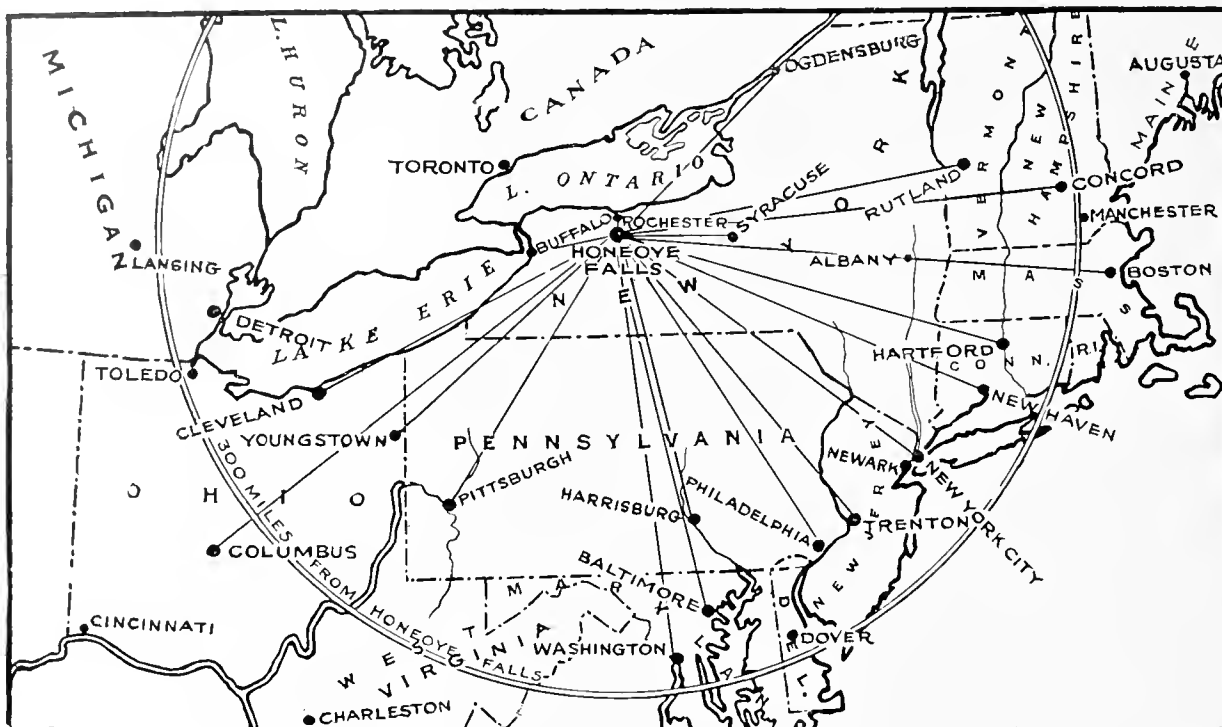 MICHIGAN
L. HURON
CANADA
OGDENSBURG
VERMONT
NEW HAMPSHIRE
MAINE
AUGUSTA
TORONTO
L. ONTARIO
RUTLAND
CONCORD
MANCHESTER
BUFFALO
ROCHESTER
SYRACUSE
HONEOYE
FALLS
NEW YORK
ALBANY
MASS
BOSTON
LANSING
DETROIT
LAKE ERIE
TOLEDO
HARTFORD
CONN.
R.I.
CLEVELAND
YOUNGSTOWN
PENNSYLVANIA
NEW HAVEN
NEWARK
NEW YORK CITY
OHIO
PITTSBURGH
HARRISBURG
PHILADELPHIA
TRENTON
NEW JERSEY
COLUMBUS
BALTIMORE
MARYLAND
DEL.
CINCINNATI
WEST
VIRGINIA
WASHINGTON
DOVER
CHARLESTON
300 MILES FROM HONEOYE FALLS